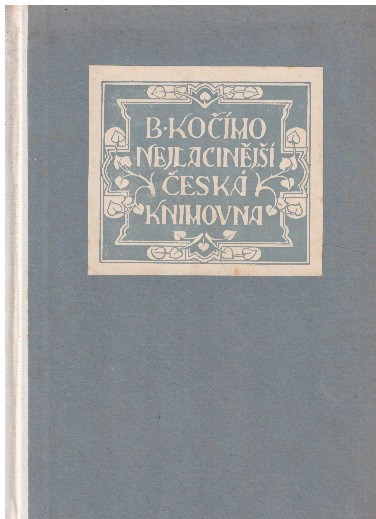 B·KOČÍHO
NEJLACINĚJŠÍ
ČESKÁ
KNIHOVNA